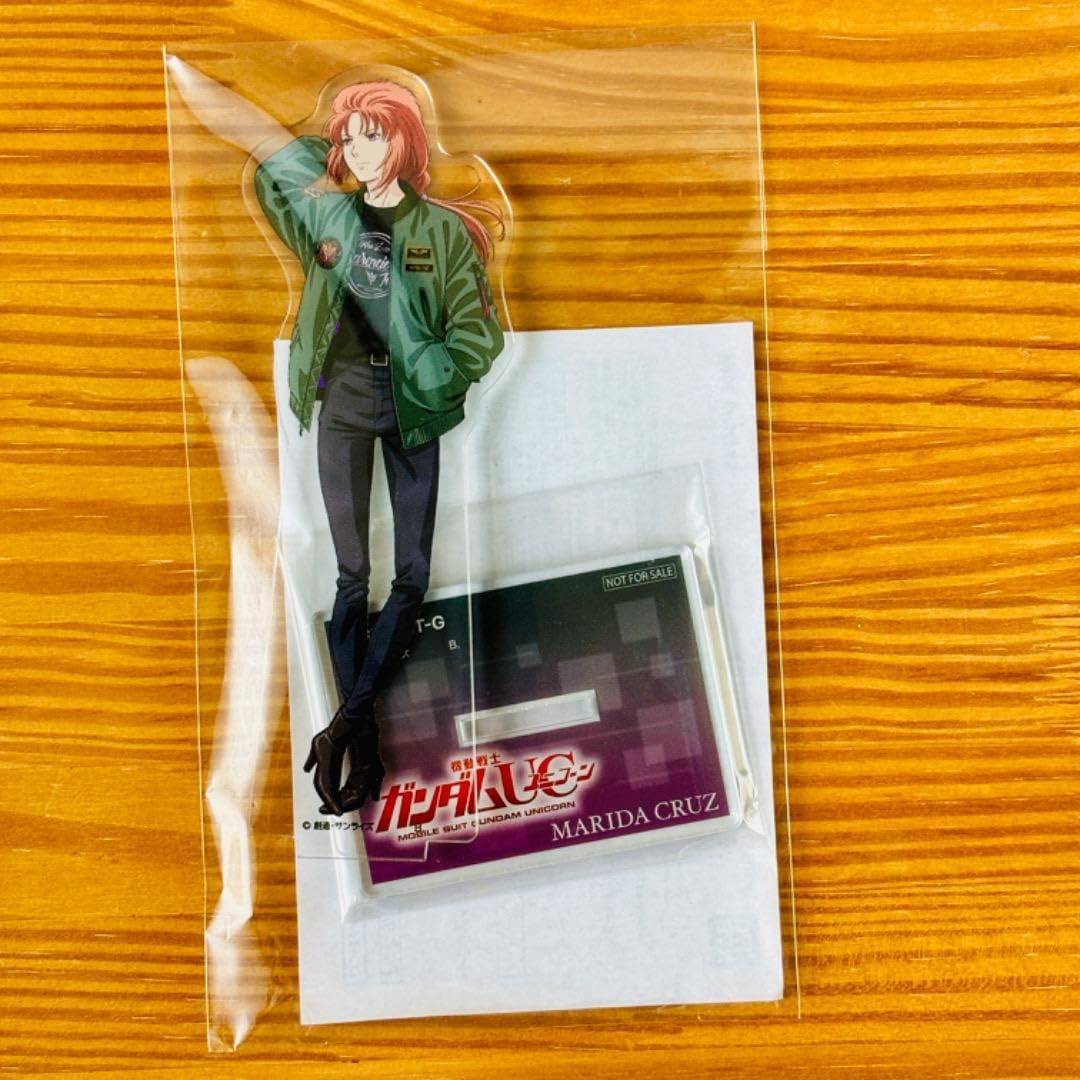 NOT FOR SALE
T-G
B.
機動戦士
ガンダムUC
ユニコーン
MOBILE SUIT GUNDAM UNICORN
MARIDA CRUZ
© 創通・サンライズ
B